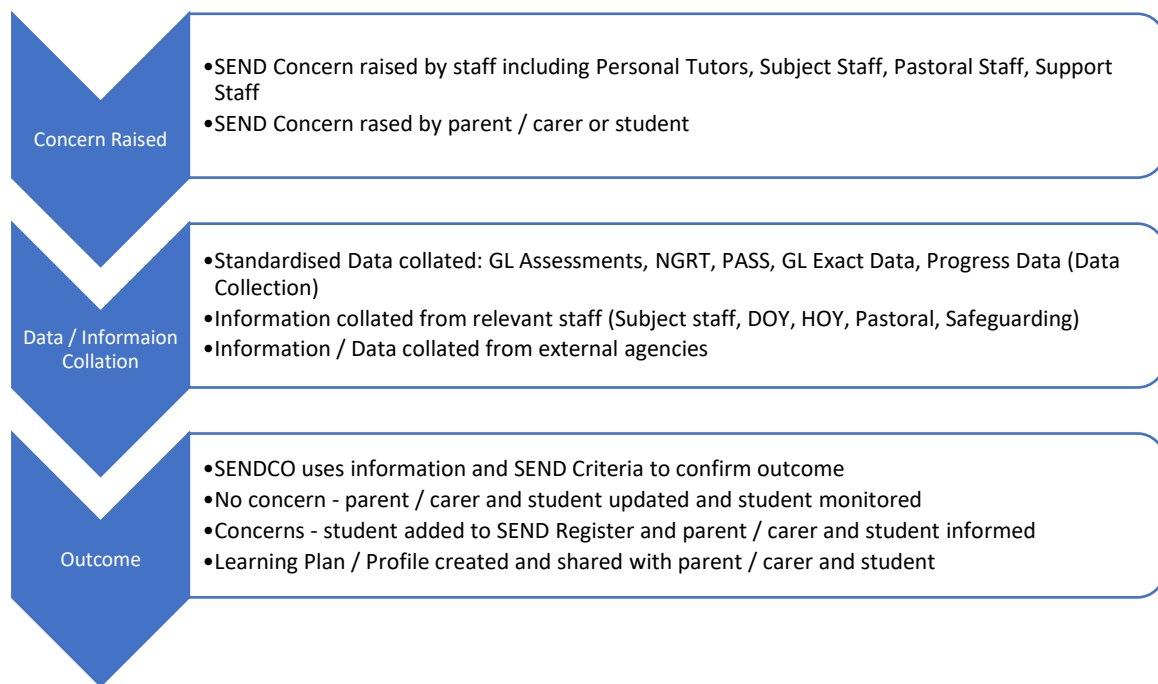 Concern Raised
•SEND Concern raised by staff including Personal Tutors, Subject Staff, Pastoral Staff, Support
Staff
•SEND Concern rased by parent / carer or student
Data / Informaion
Collation
•Standardised Data collated: GL Assessments, NGRT, PASS, GL Exact Data, Progress Data (Data
Collection)
•Information collated from relevant staff (Subject staff, DOY, HOY, Pastoral, Safeguarding)
•Information / Data collated from external agencies
Outcome
•SENDCO uses information and SEND Criteria to confirm outcome
•No concern - parent / carer and student updated and student monitored
•Concerns - student added to SEND Register and parent / carer and student informed
•Learning Plan / Profile created and shared with parent / carer and student